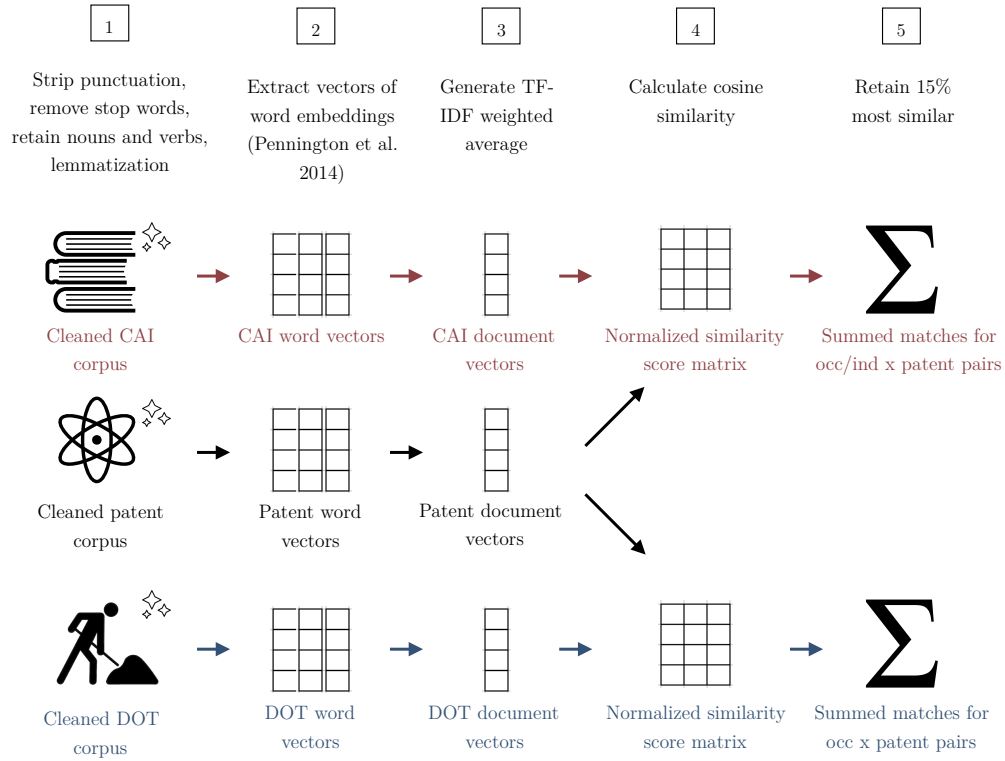 1
Strip punctuation,
remove stop words,
retain nouns and verbs,
lemmatization
2
Extract vectors of
word embeddings
(Pennington et al.
2014)
3
Generate TF-
IDF weighted
average
4
Calculate cosine
similarity
5
Retain 15%
most similar
Cleaned CAI
corpus
CAI word vectors
CAI document
vectors
Normalized similarity
score matrix
Summed matches for
occ/ind x patent pairs
Cleaned patent
corpus
Patent word
vectors
Patent document
vectors
Cleaned DOT
corpus
DOT word
vectors
DOT document
vectors
Normalized similarity
score matrix
Summed matches for
occ x patent pairs